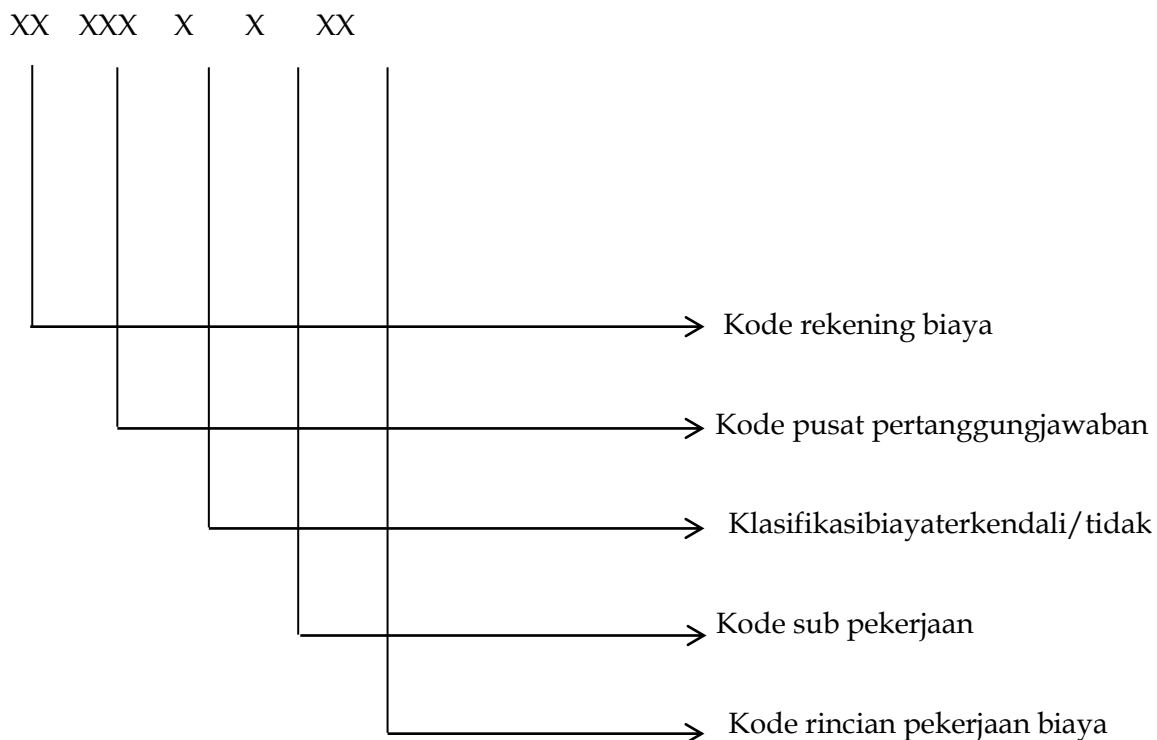 XX XXX X X XX
Kode rekening biaya
Kode pusat pertanggungjawaban
Klasifikasibiayaterkendali/tidak
Kode sub pekerjaan
Kode rincian pekerjaan biaya